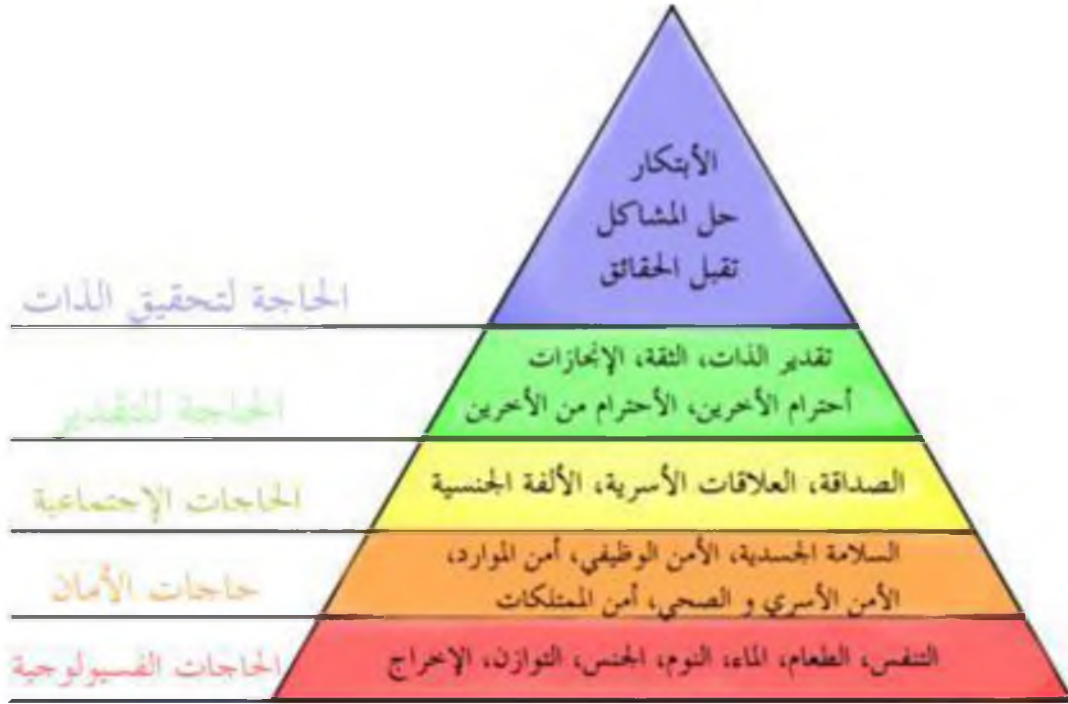 الأبتكار
حل المشاكل
تقبل الحقائق
الحاجة لتحقيق الذات
تقدير الذات، الثقة، الإنجازات
أحترام الأخرين، الأحترام من الأخرين
الحاجة للتقدير
الصداقة، العلاقات الأسرية، الألفة الجنسية
الحاجات الإجتماعية
السلامة الجسدية، الأمن الوظيفي، أمن الموارد،
الأمن الأسري و الصحي، أمن الممتلكات
حاجات الأمان
التنفس، الطعام، الماء، النوم، الجنس، التوازن، الإخراج
الحاجات الفسيولوجية